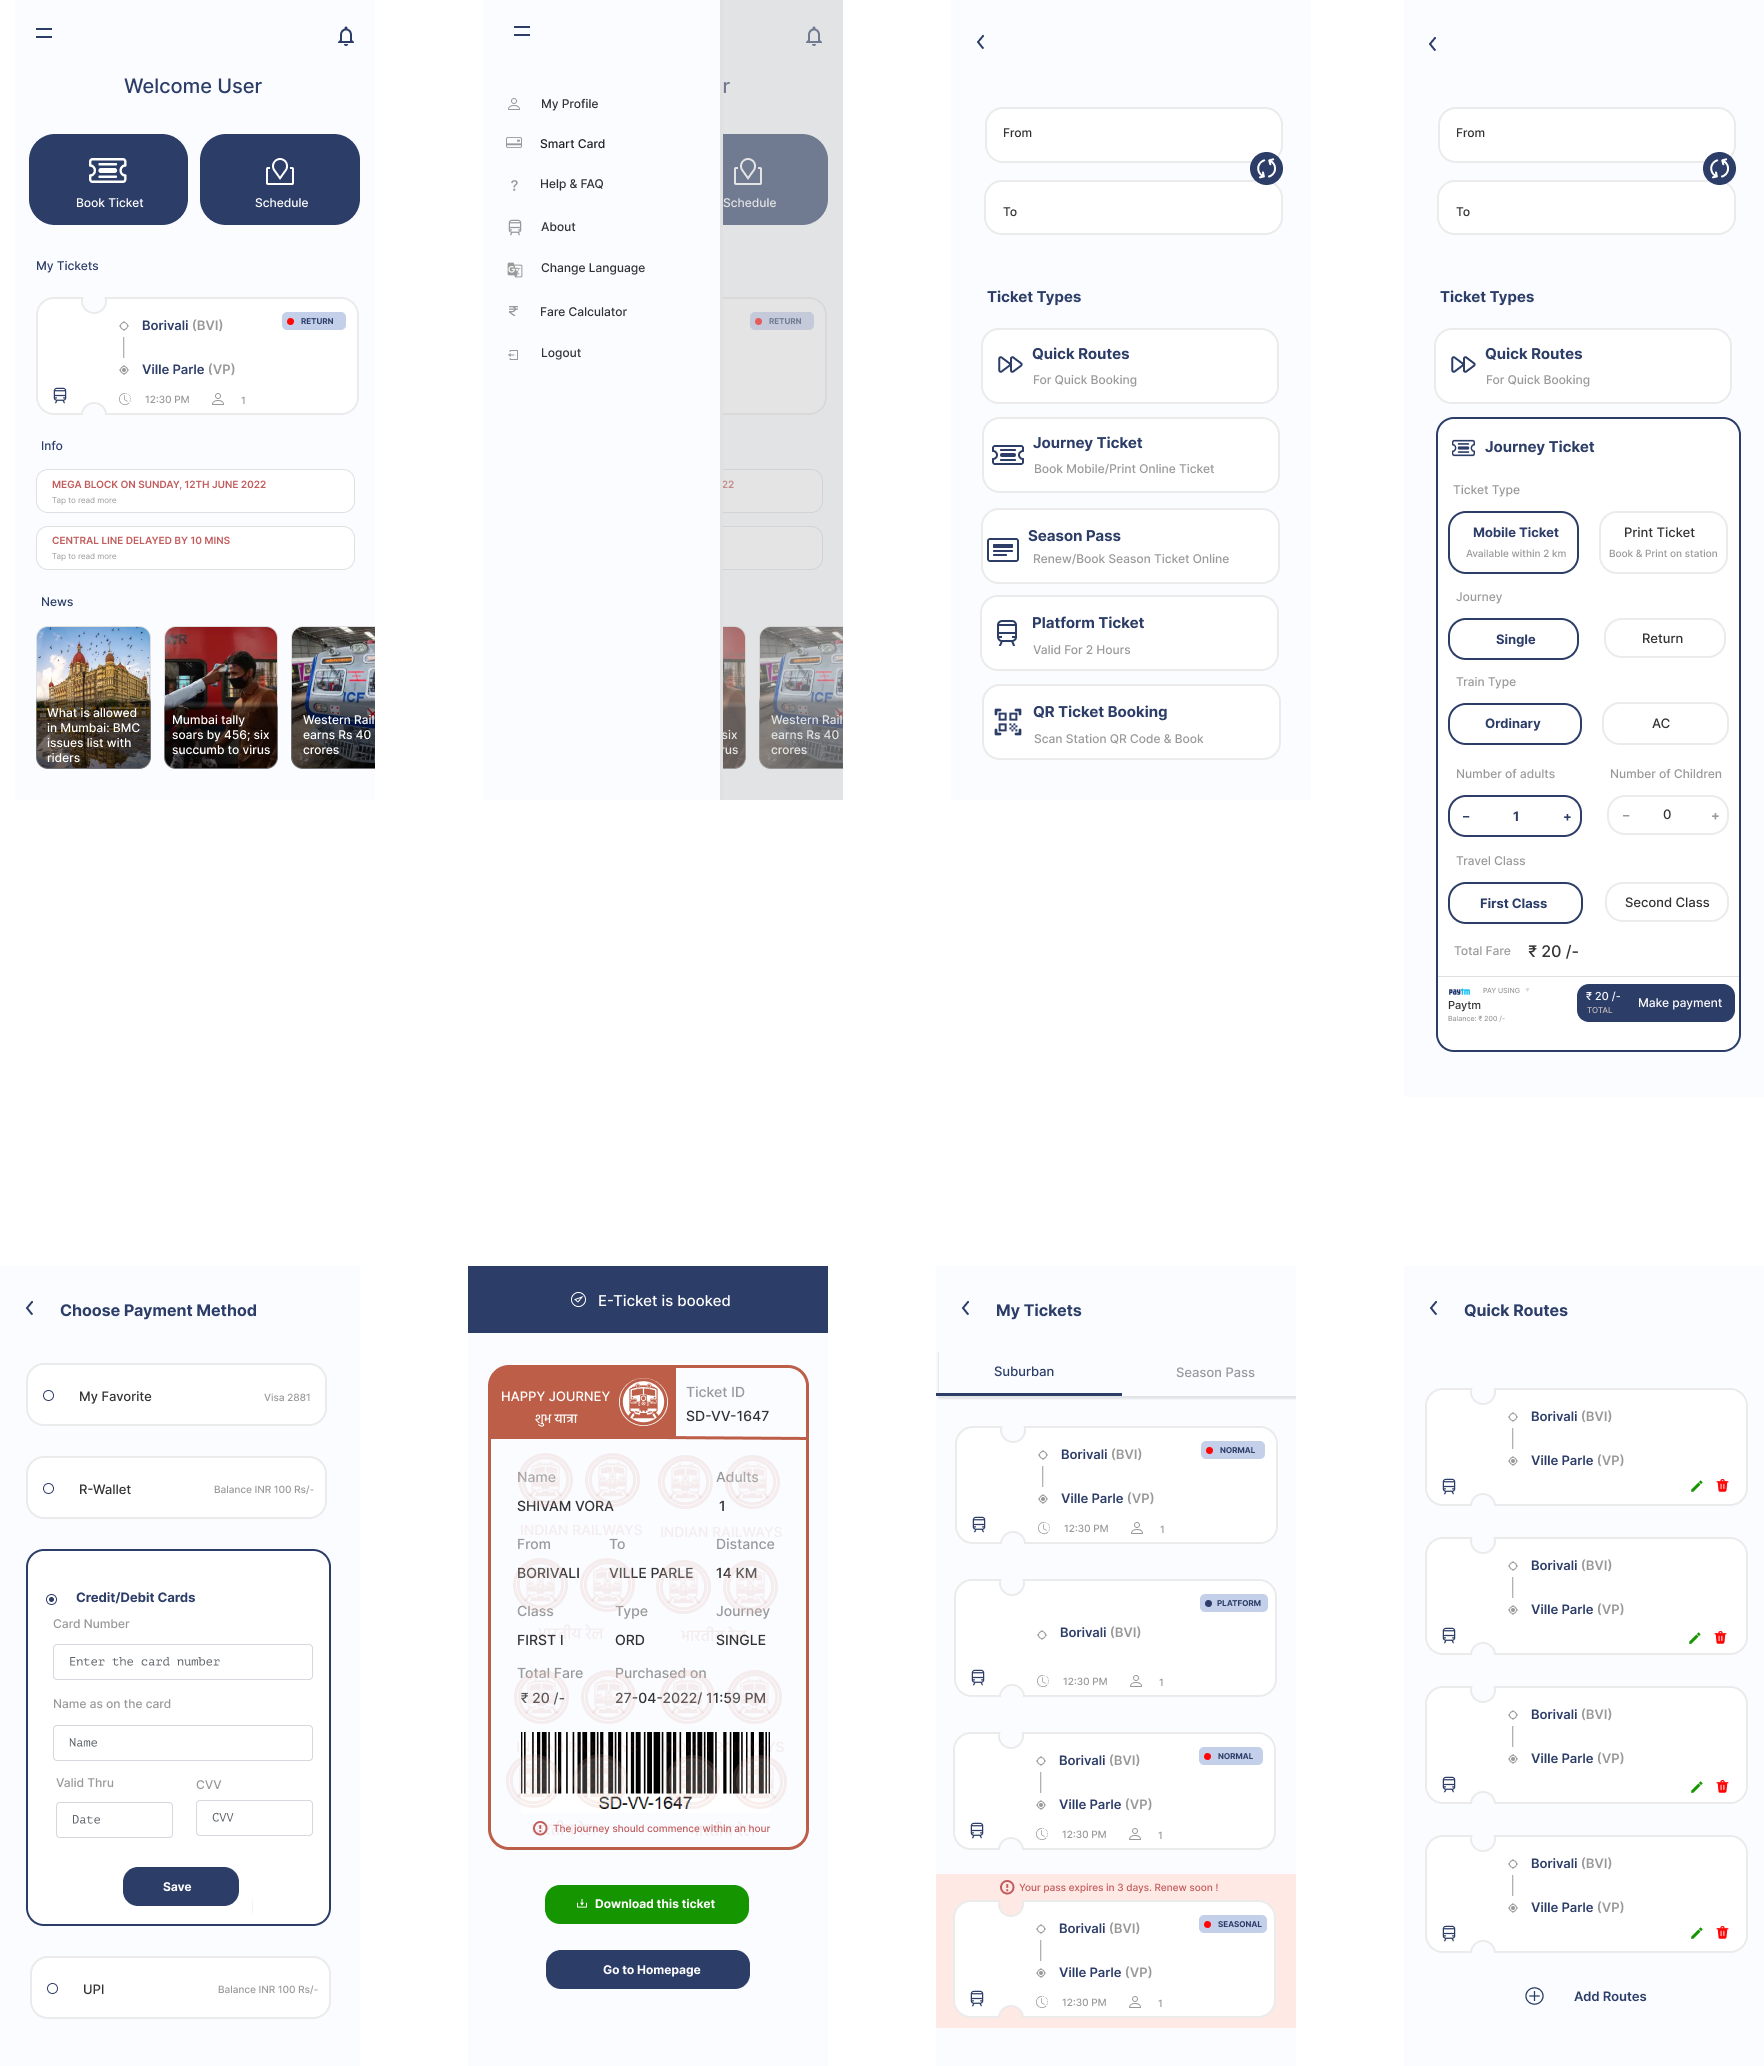 Welcome User
Book Ticket
Schedule
My Tickets
Borivali (BVI)
RETURN
Ville Parle (VP)
12:30 PM
1
Info
MEGA BLOCK ON SUNDAY, 12TH JUNE 2022
Tap to read more
CENTRAL LINE DELAYED BY 10 MINS
Tap to read more
News
What is allowed
in Mumbai: BMC
issues list with
riders
Mumbai tally
soars by 456; six
succumb to virus
ICF
Western Rail
earns Rs 40
crores
My Profile
Smart Card
Help & FAQ
About
Change Language
Fare Calculator
Logout
r
Schedule
RETURN
22
six
rus
Western Rail
earns Rs 40
crores
From
To
Ticket Types
Quick Routes
For Quick Booking
Journey Ticket
Book Mobile/Print Online Ticket
Season Pass
Renew/Book Season Ticket Online
Platform Ticket
Valid For 2 Hours
QR Ticket Booking
Scan Station QR Code & Book
From
To
Ticket Types
Quick Routes
For Quick Booking
Journey Ticket
Ticket Type
Mobile Ticket
Available within 2 km
Print Ticket
Book & Print on station
Journey
Single
Return
Train Type
Ordinary
AC
Number of adults
Number of Children
− 1 +
− 0 +
Travel Class
First Class
Second Class
Total Fare ₹ 20 /-
paytm PAY USING
Paytm
Balance: ₹ 200 /-
₹ 20 /-
TOTAL
Make payment
Choose Payment Method
My Favorite
Visa 2881
R-Wallet
Balance INR 100 Rs/-
Credit/Debit Cards
Card Number
Enter the card number
Name as on the card
Name
Valid Thru
CVV
Date
CVV
Save
UPI
Balance INR 100 Rs/-
E-Ticket is booked
HAPPY JOURNEY
शुभ यात्रा
Ticket ID
SD-VV-1647
Name
Adults
SHIVAM VORA
1
INDIAN RAILWAYS
INDIAN RAILWAYS
From
To
Distance
BORIVALI
VILLE PARLE
14 KM
Class
Type
Journey
भारतीय रेल
भारतीय रेल
FIRST I
ORD
SINGLE
Total Fare
Purchased on
₹ 20 /-
27-04-2022/ 11:59 PM
SD-VV-1647
The journey should commence within an hour
Download this ticket
Go to Homepage
My Tickets
Suburban
Season Pass
Borivali (BVI)
NORMAL
Ville Parle (VP)
12:30 PM
1
PLATFORM
Borivali (BVI)
12:30 PM
1
Borivali (BVI)
NORMAL
Ville Parle (VP)
12:30 PM
1
Your pass expires in 3 days. Renew soon !
Borivali (BVI)
SEASONAL
Ville Parle (VP)
12:30 PM
1
Quick Routes
Borivali (BVI)
Ville Parle (VP)
Borivali (BVI)
Ville Parle (VP)
Borivali (BVI)
Ville Parle (VP)
Borivali (BVI)
Ville Parle (VP)
Add Routes